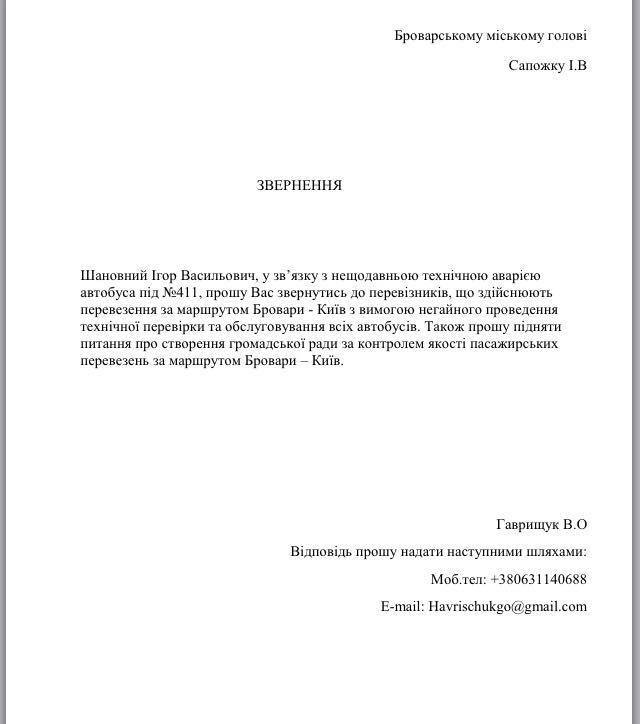 Броварському міському голові
Сапожку І.В
ЗВЕРНЕННЯ
Шановний Ігор Васильович, у зв’язку з нещодавньою технічною аварією
автобуса під №411, прошу Вас звернутись до перевізників, що здійснюють
перевезення за маршрутом Бровари - Київ з вимогою негайного проведення
технічної перевірки та обслуговування всіх автобусів. Також прошу підняти
питання про створення громадської ради за контролем якості пасажирських
перевезень за маршрутом Бровари – Київ.
Гаврищук В.О
Відповідь прошу надати наступними шляхами:
Моб.тел: +380631140688
E-mail: Havrischukgo@gmail.com